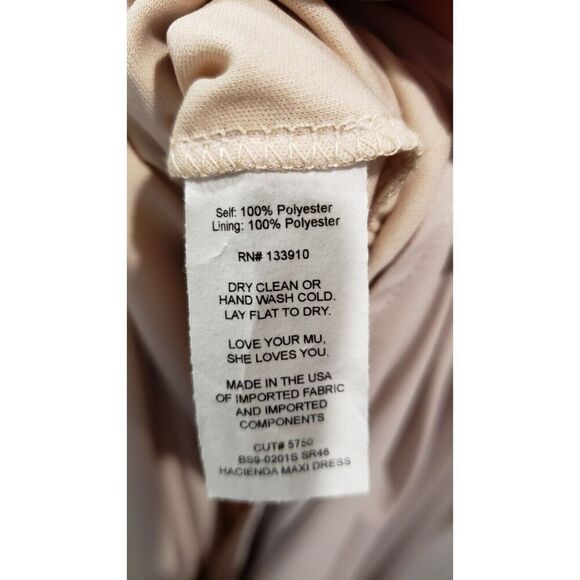 Self: 100% Polyester
Lining: 100% Polyester
RN# 133910
DRY CLEAN OR
HAND WASH COLD.
LAY FLAT TO DRY.
LOVE YOUR MU,
SHE LOVES YOU.
MADE IN THE USA
OF IMPORTED FABRIC
AND IMPORTED
COMPONENTS
CUT# 5750
BS9-0201S SR46
HACIENDA MAXI DRESS